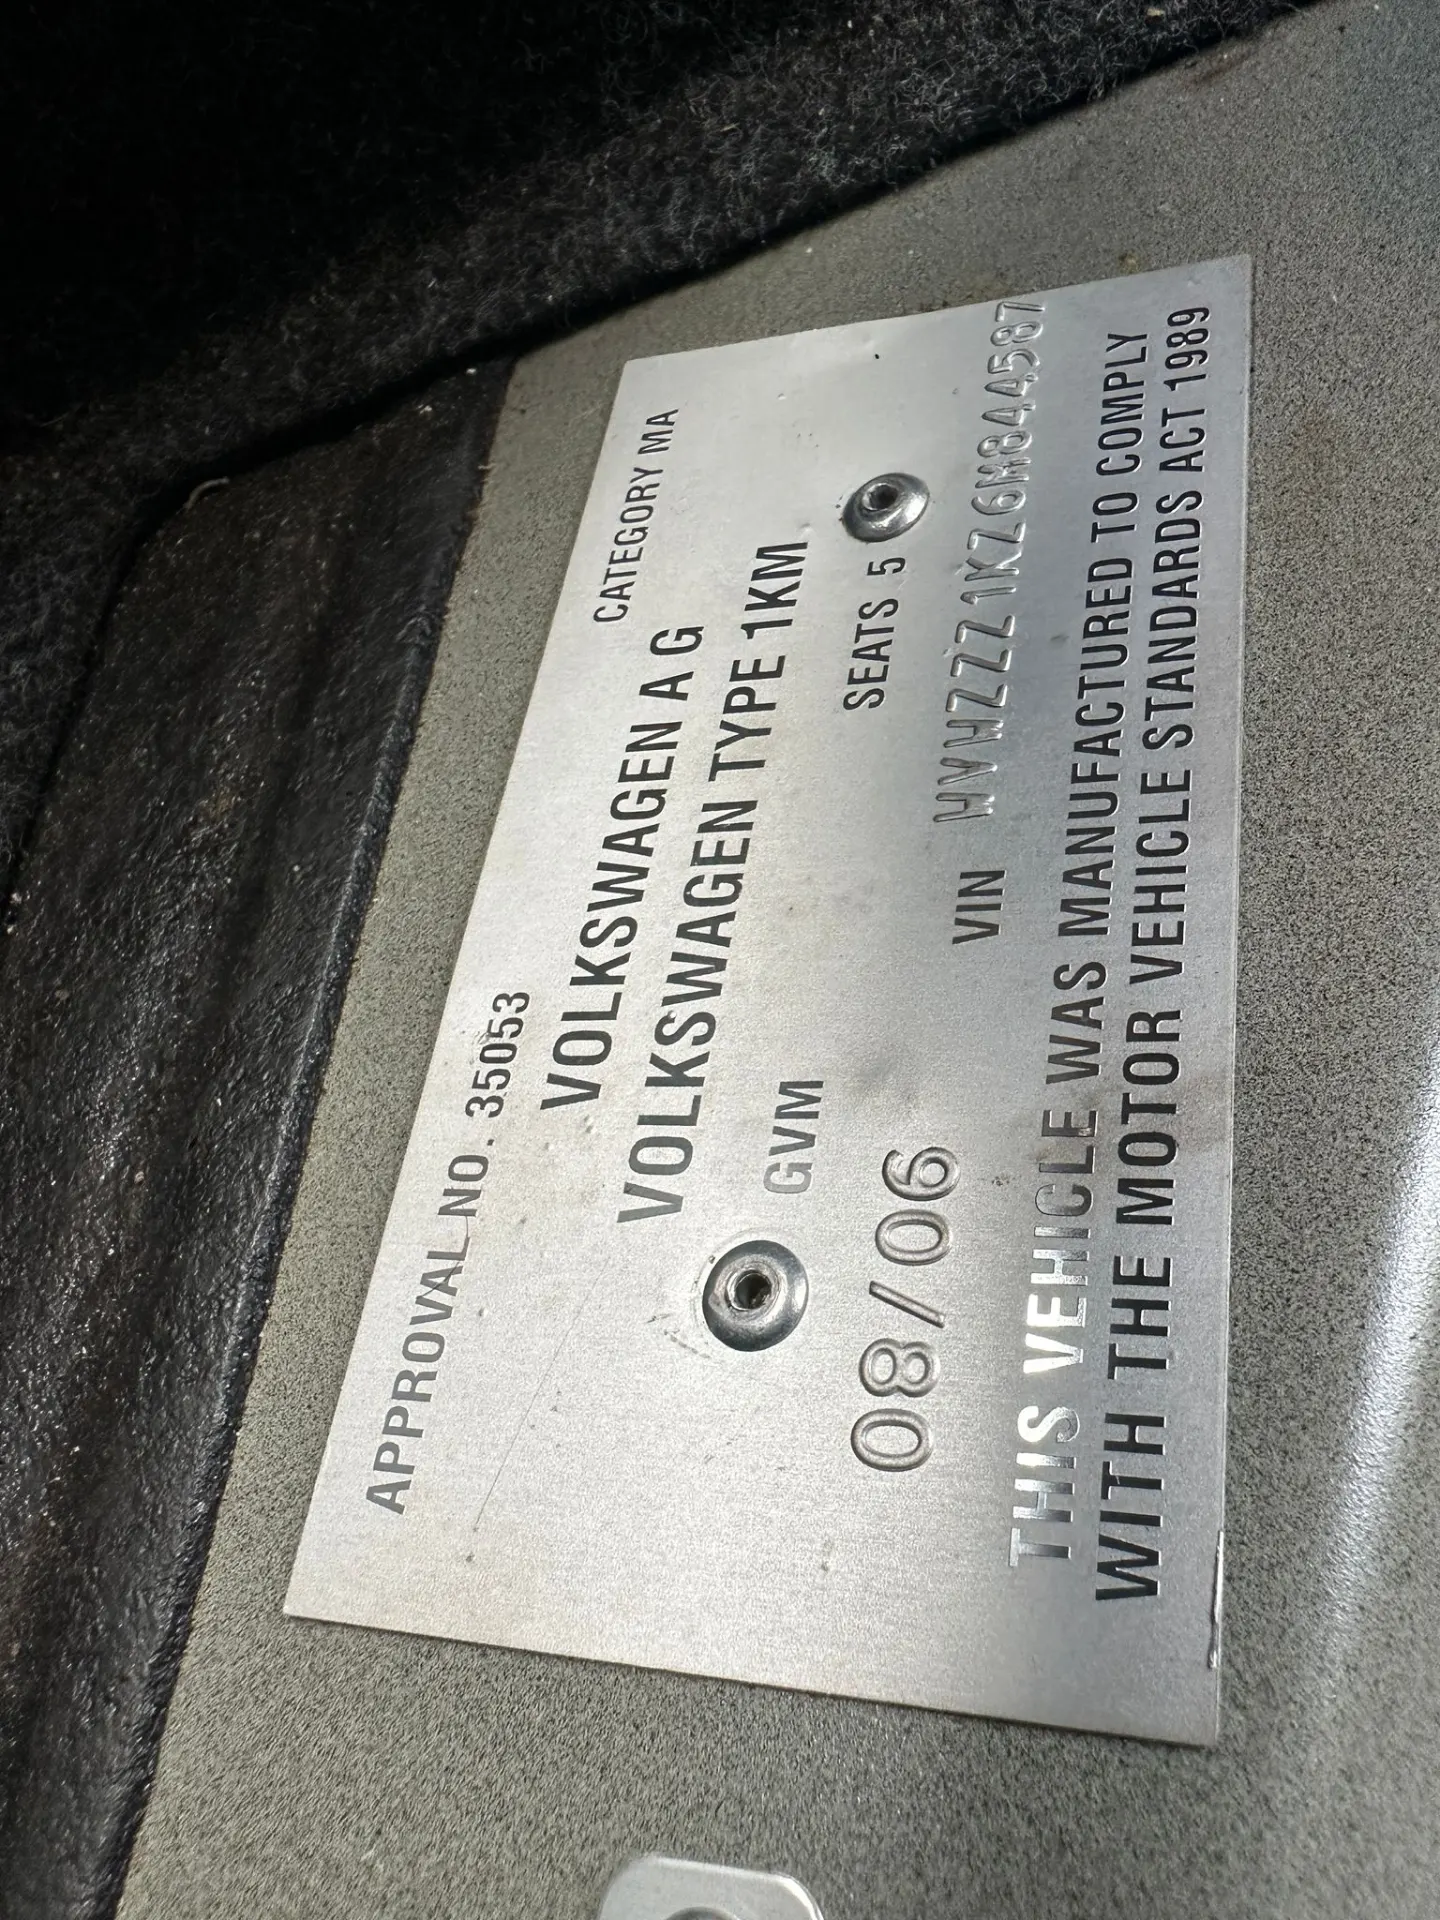 APPROVAL NO. 35053 CATEGORY MA
VOLKSWAGEN A G
VOLKSWAGEN TYPE 1KM
GVM SEATS 5
08/06 VIN WVWZZZ1KZ6M844587
THIS VEHICLE WAS MANUFACTURED TO COMPLY
WITH THE MOTOR VEHICLE STANDARDS ACT 1989